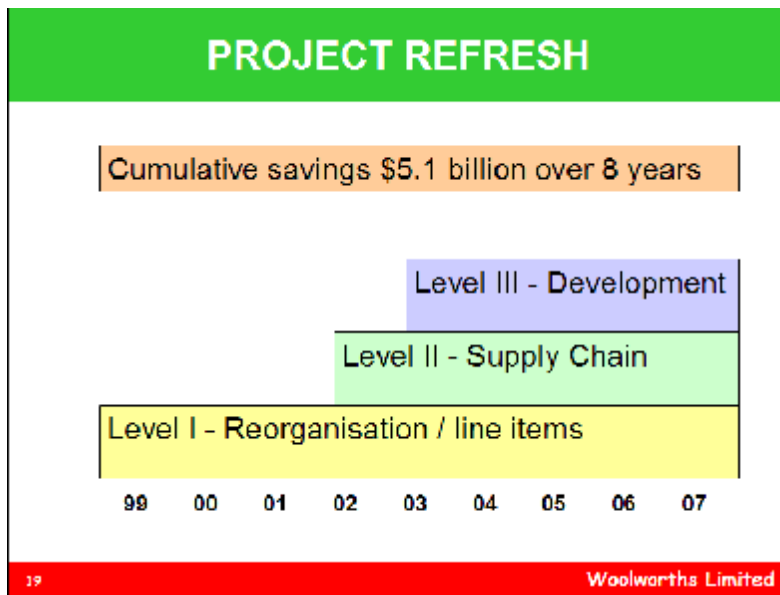 PROJECT REFRESH
Cumulative savings $5.1 billion over 8 years
Level III - Development
Level II - Supply Chain
Level I - Reorganisation / line items
99 00 01 02 03 04 05 06 07
19 Woolworths Limited